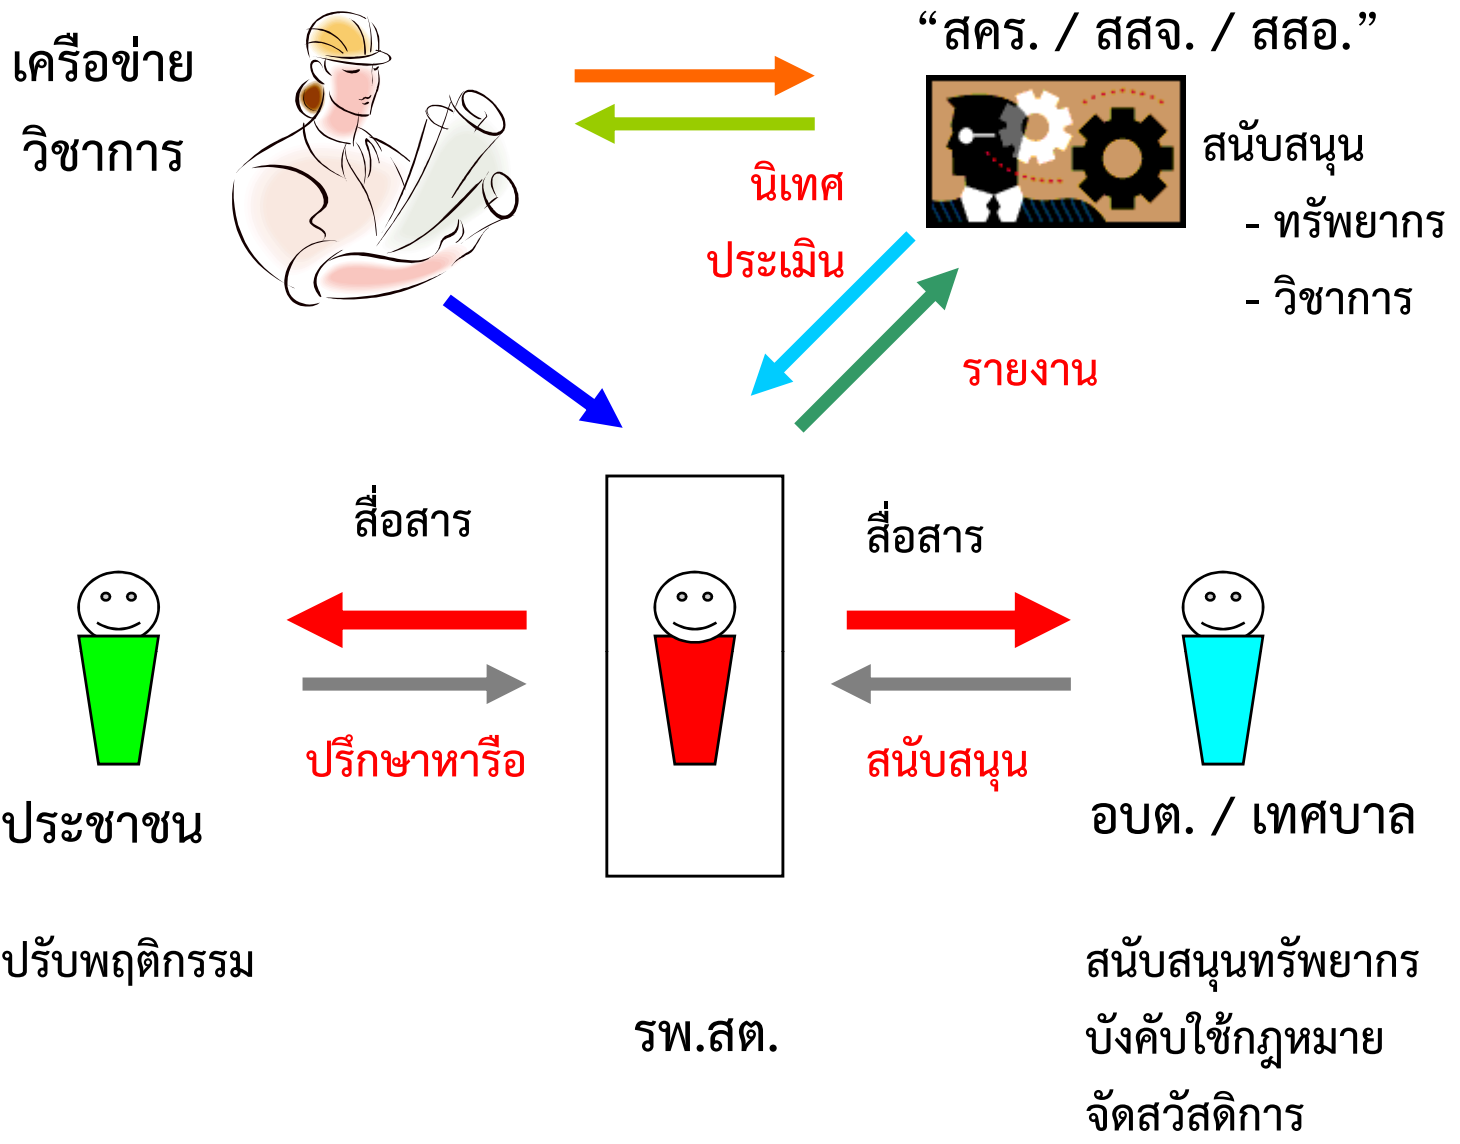 เครือข่าย
วิชาการ
“สคร. / สสจ. / สสอ.”
สนับสนุน
- ทรัพยากร
- วิชาการ
นิเทศ
ประเมิน
รายงาน
สื่อสาร
สื่อสาร
ปรึกษาหารือ
สนับสนุน
ประชาชน
อบต. / เทศบาล
ปรับพฤติกรรม
รพ.สต.
สนับสนุนทรัพยากร
บังคับใช้กฎหมาย
จัดสวัสดิการ